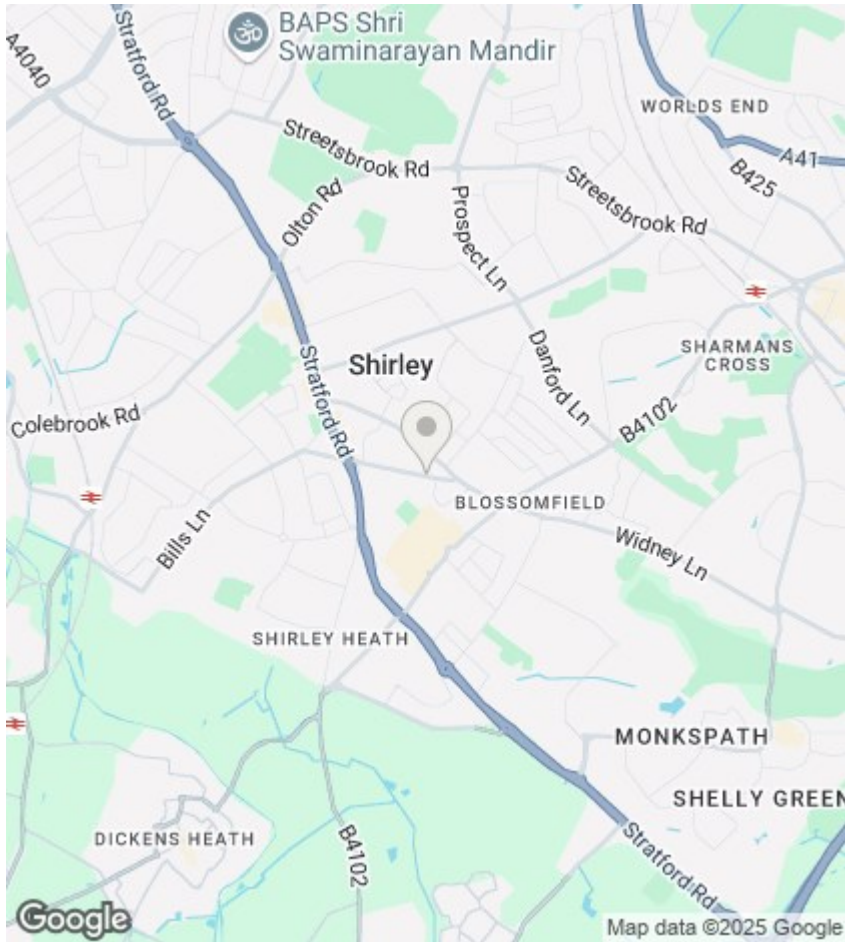 BAPS Shri
Swaminarayan Mandir
A4040
Stratford Rd
WORLDS END
A41
B425
Streetsbrook Rd
Streetsbrook Rd
Olton Rd
Prospect Ln
Danford Ln
SHARMANS
CROSS
Shirley
Stratford Rd
B4102
Colebrook Rd
BLOSSOMFIELD
Widney Ln
Bills Ln
SHIRLEY HEATH
MONKSPATH
SHELLY GREEN
DICKENS HEATH
B4102
Stratford Rd
Google
Map data ©2025 Google